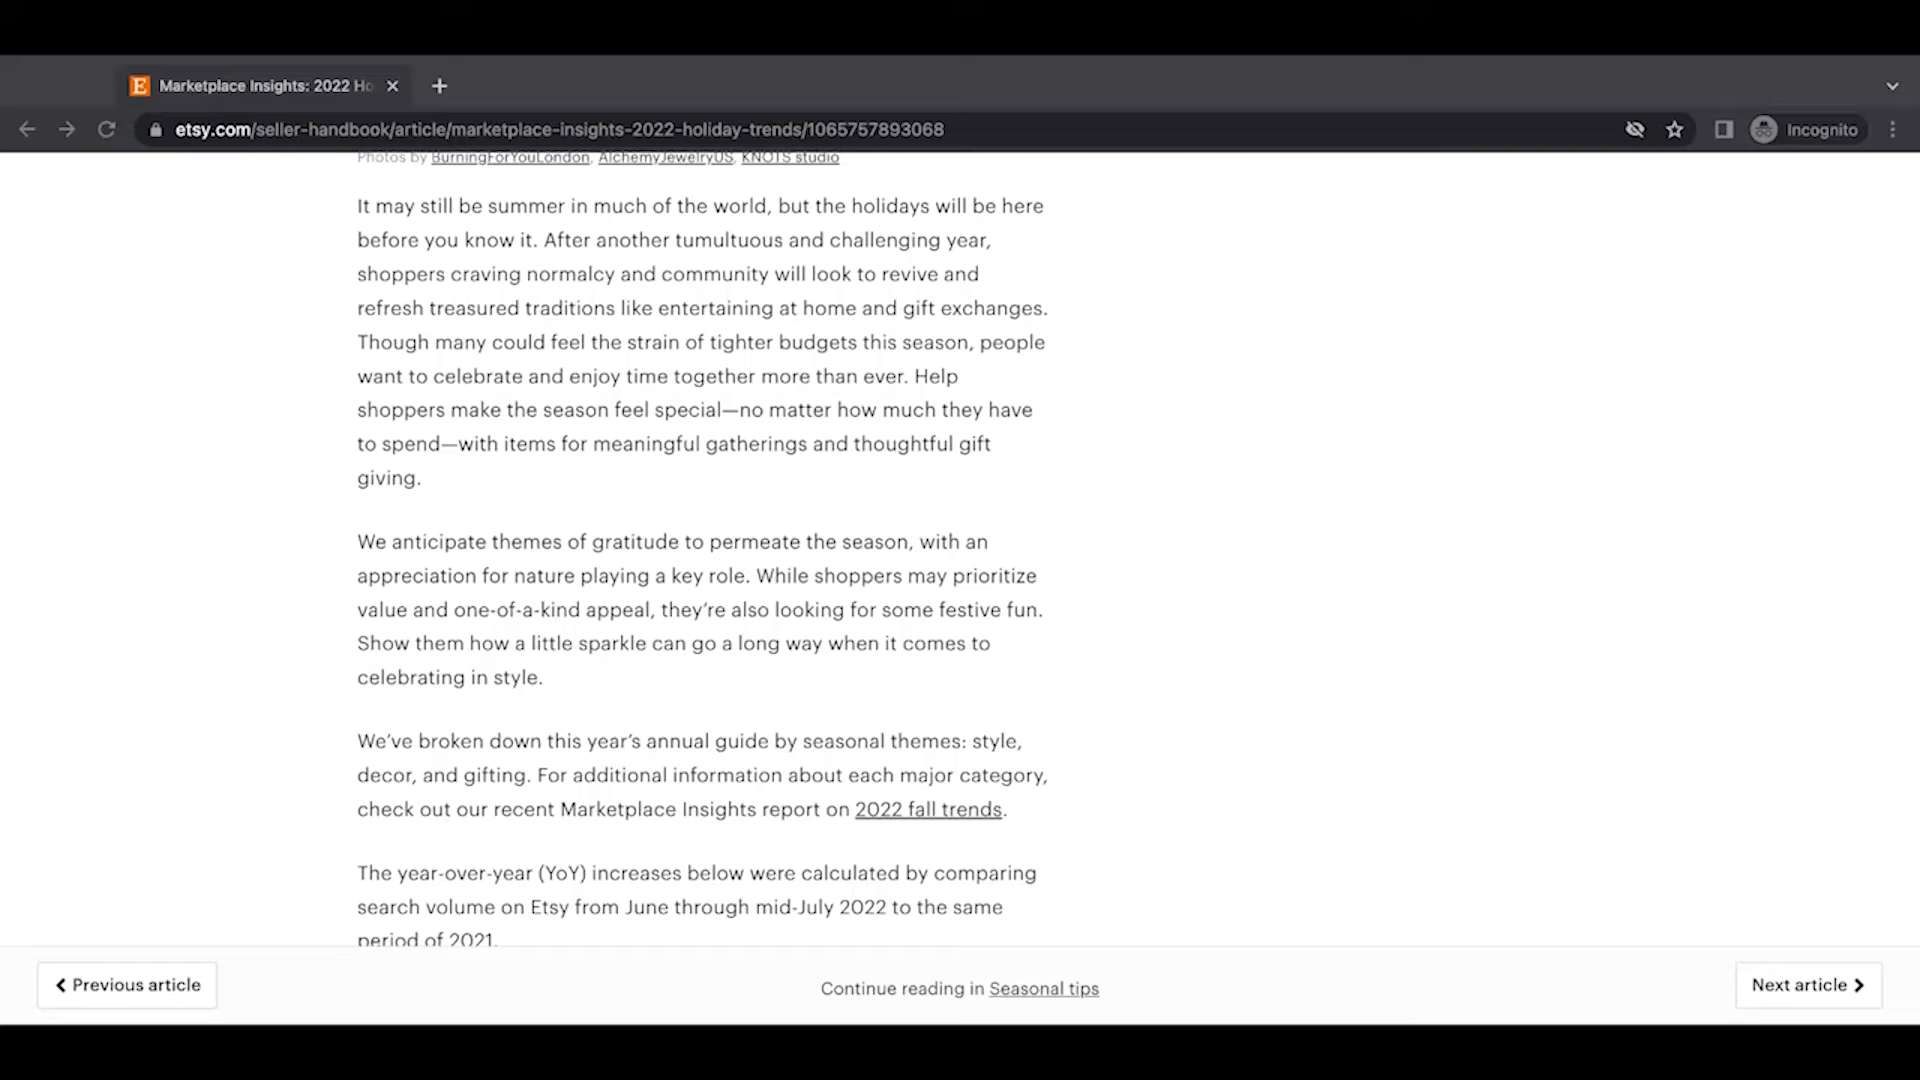 Marketplace Insights: 2022 Ho
etsy.com/seller-handbook/article/marketplace-insights-2022-holiday-trends/1065757893068
Incognito
Photos by BurningForYouLondon, AlchemyJewelryUS, KNOTS studio
It may still be summer in much of the world, but the holidays will be here
before you know it. After another tumultuous and challenging year,
shoppers craving normalcy and community will look to revive and
refresh treasured traditions like entertaining at home and gift exchanges.
Though many could feel the strain of tighter budgets this season, people
want to celebrate and enjoy time together more than ever. Help
shoppers make the season feel special—no matter how much they have
to spend—with items for meaningful gatherings and thoughtful gift
giving.
We anticipate themes of gratitude to permeate the season, with an
appreciation for nature playing a key role. While shoppers may prioritize
value and one-of-a-kind appeal, they're also looking for some festive fun.
Show them how a little sparkle can go a long way when it comes to
celebrating in style.
We've broken down this year's annual guide by seasonal themes: style,
decor, and gifting. For additional information about each major category,
check out our recent Marketplace Insights report on 2022 fall trends.
The year-over-year (YoY) increases below were calculated by comparing
search volume on Etsy from June through mid-July 2022 to the same
period of 2021.
Previous article
Continue reading in Seasonal tips
Next article